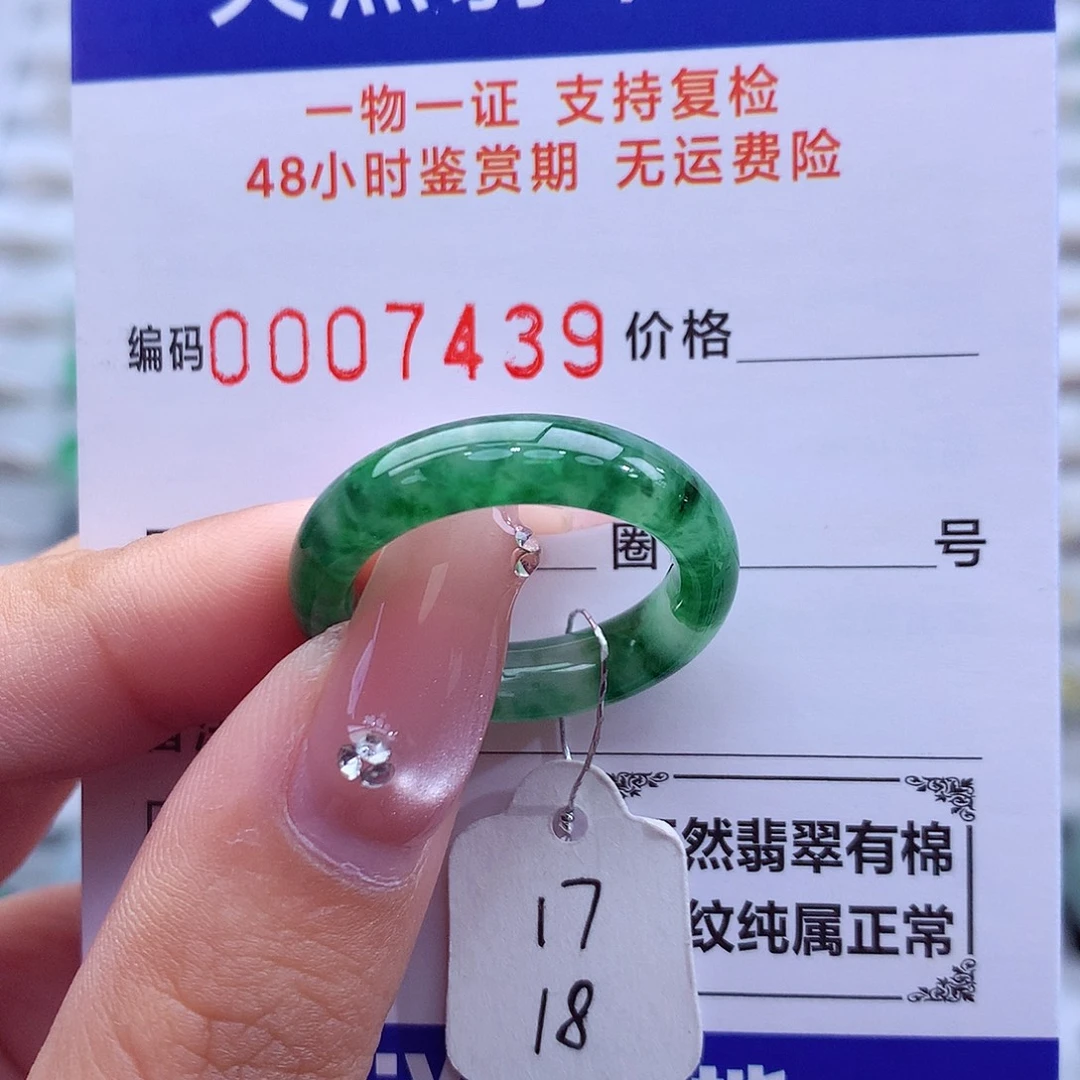 一物一证 支持复检
48小时鉴赏期 无运费险
编码0007439 价格
圈 号
然翡翠有棉
纹纯属正常
17
18